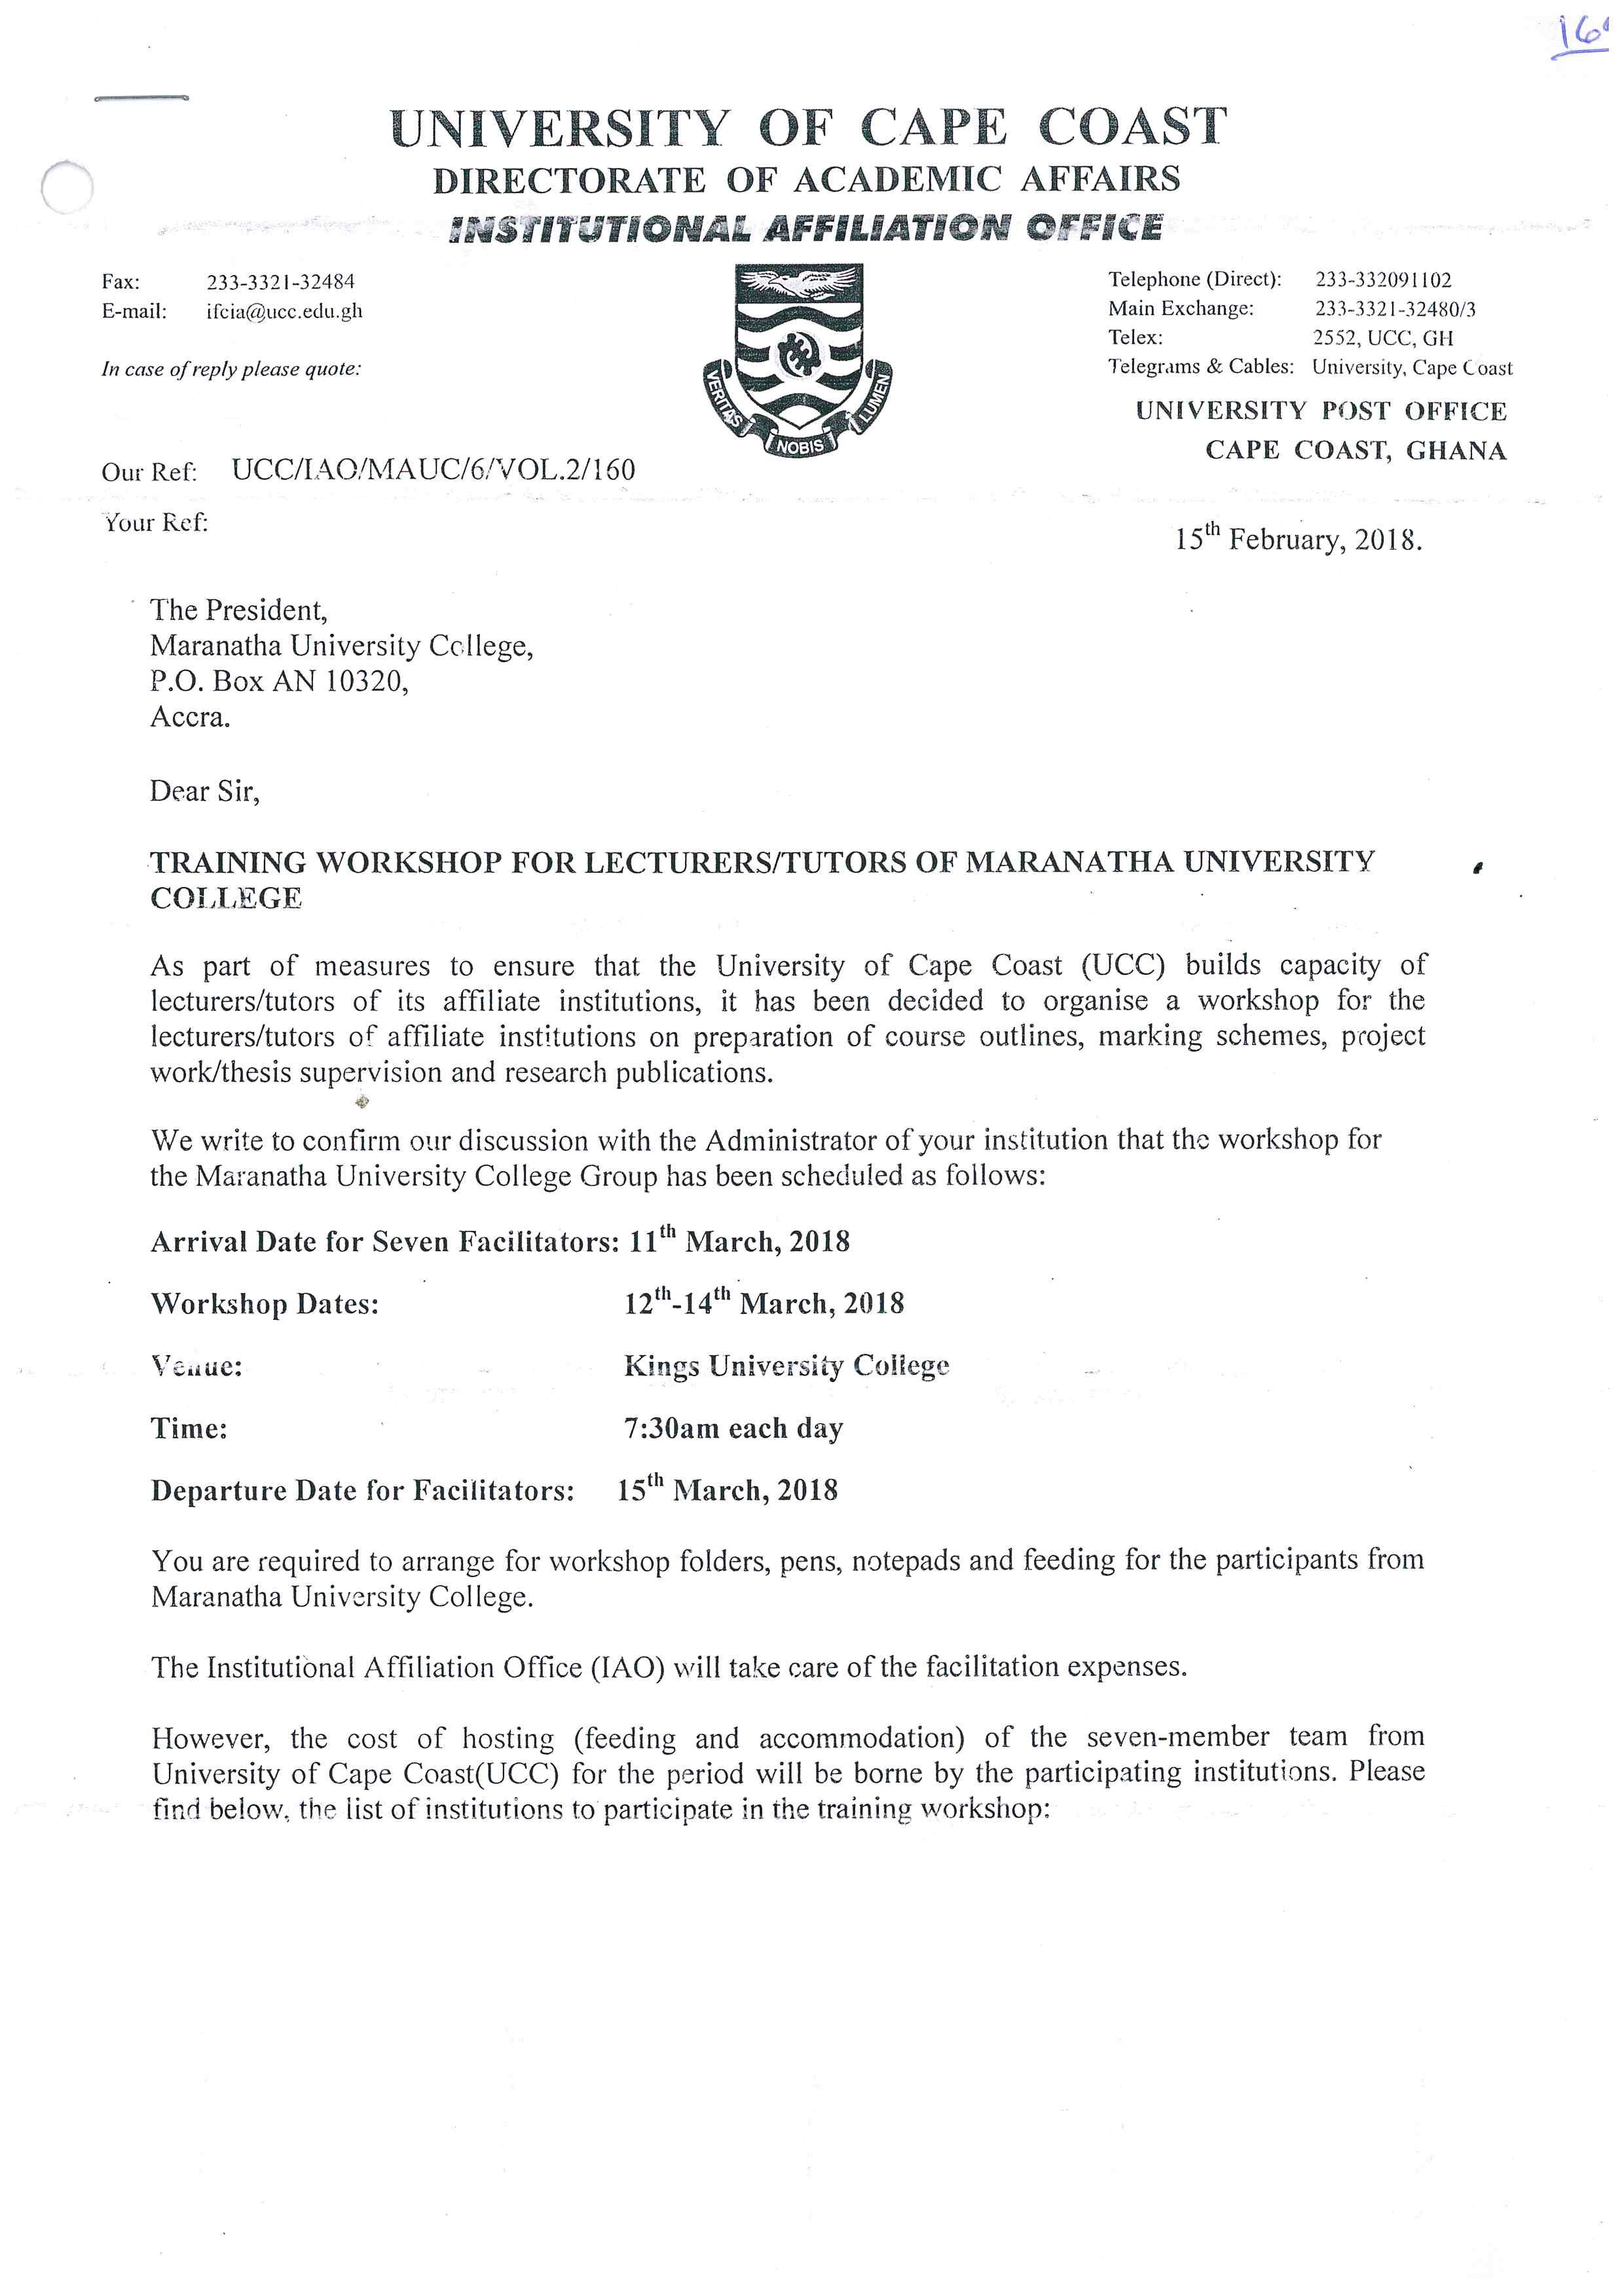 UNIVERSITY OF CAPE COAST
DIRECTORATE OF ACADEMIC AFFAIRS
INSTITUTIONAL AFFILIATION OFFICE
Fax: 233-3321-32484
E-mail: ifcia@ucc.edu.gh
In case of reply please quote:
VERITAS NOBIS LUMEN
Telephone (Direct): 233-332091102
Main Exchange: 233-3321-32480/3
Telex: 2552, UCC, GH
Telegrams & Cables: University, Cape Coast
UNIVERSITY POST OFFICE
CAPE COAST, GHANA
Our Ref: UCC/IAO/MAUC/6/VOL.2/160
Your Ref:
15th February, 2018.
The President,
Maranatha University College,
P.O. Box AN 10320,
Accra.
Dear Sir,
TRAINING WORKSHOP FOR LECTURERS/TUTORS OF MARANATHA UNIVERSITY
COLLEGE
As part of measures to ensure that the University of Cape Coast (UCC) builds capacity of
lecturers/tutors of its affiliate institutions, it has been decided to organise a workshop for the
lecturers/tutors of affiliate institutions on preparation of course outlines, marking schemes, project
work/thesis supervision and research publications.
We write to confirm our discussion with the Administrator of your institution that the workshop for
the Maranatha University College Group has been scheduled as follows:
Arrival Date for Seven Facilitators: 11th March, 2018
Workshop Dates: 12th-14th March, 2018
Venue: Kings University College
Time: 7:30am each day
Departure Date for Facilitators: 15th March, 2018
You are required to arrange for workshop folders, pens, notepads and feeding for the participants from
Maranatha University College.
The Institutional Affiliation Office (IAO) will take care of the facilitation expenses.
However, the cost of hosting (feeding and accommodation) of the seven-member team from
University of Cape Coast(UCC) for the period will be borne by the participating institutions. Please
find below, the list of institutions to participate in the training workshop: